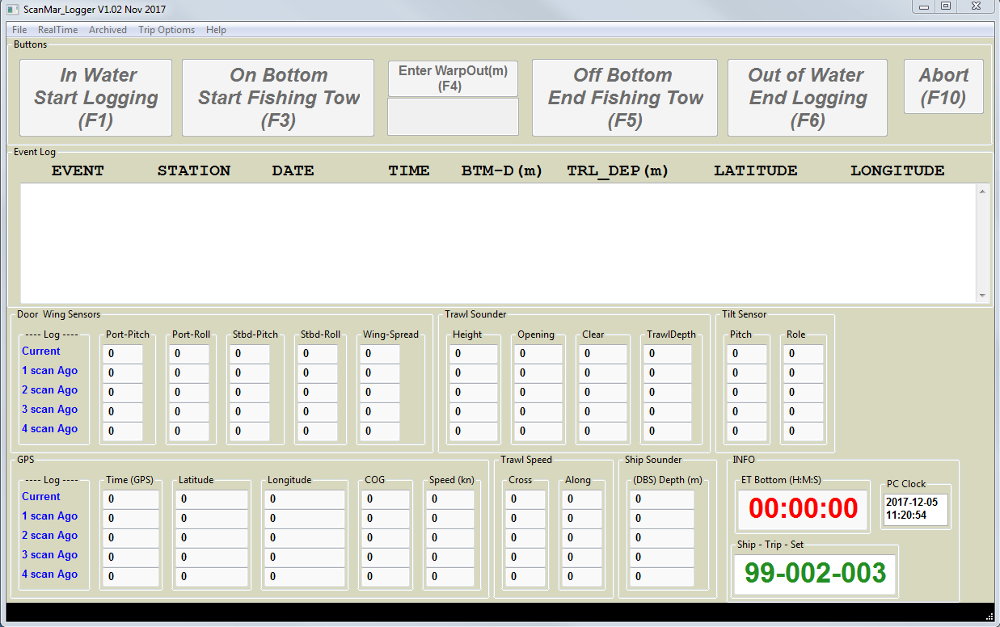 ScanMar_Logger V1.02 Nov 2017
File RealTime Archived Trip Options Help
Buttons
In Water
Start Logging
(F1)
On Bottom
Start Fishing Tow
(F3)
Enter WarpOut(m)
(F4)
Off Bottom
End Fishing Tow
(F5)
Out of Water
End Logging
(F6)
Abort
(F10)
Event Log
EVENT STATION DATE TIME BTM-D(m) TRL_DEP(m) LATITUDE LONGITUDE
Door Wing Sensors
---- Log ---- Port-Pitch Port-Roll Stbd-Pitch Stbd-Roll Wing-Spread
Current 0 0 0 0 0
1 scan Ago 0 0 0 0 0
2 scan Ago 0 0 0 0 0
3 scan Ago 0 0 0 0 0
4 scan Ago 0 0 0 0 0
Trawl Sounder
Height Opening Clear TrawlDepth
0 0 0 0
0 0 0 0
0 0 0 0
0 0 0 0
0 0 0 0
Tilt Sensor
Pitch Role
0 0
0 0
0 0
0 0
0 0
GPS
---- Log ---- Time (GPS) Latitude Longitude COG Speed (kn)
Current 0 0 0 0 0
1 scan Ago 0 0 0 0 0
2 scan Ago 0 0 0 0 0
3 scan Ago 0 0 0 0 0
4 scan Ago 0 0 0 0 0
Trawl Speed
Cross Along
0 0
0 0
0 0
0 0
0 0
Ship Sounder
(DBS) Depth (m)
0
0
0
0
0
INFO
ET Bottom (H:M:S)
00:00:00
PC Clock
2017-12-05
11:20:54
Ship - Trip - Set
99-002-003